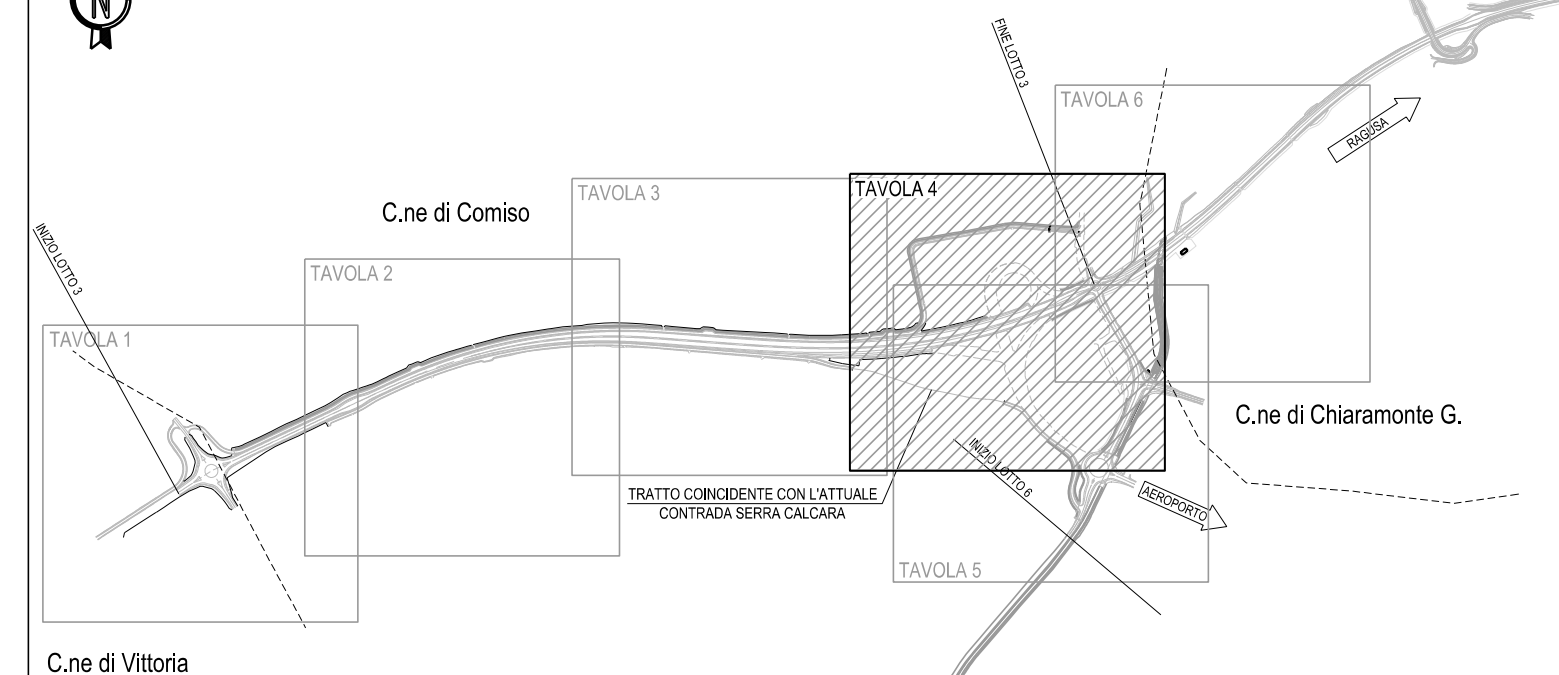 N
FINE LOTTO 3
TAVOLA 6
RAGUSA
TAVOLA 4
TAVOLA 3
C.ne di Comiso
INIZIO LOTTO 3
TAVOLA 2
TAVOLA 1
C.ne di Chiaramonte G.
INIZIO LOTTO 6
TRATTO COINCIDENTE CON L'ATTUALE
CONTRADA SERRA CALCARA
AEROPORTO
TAVOLA 5
C.ne di Vittoria